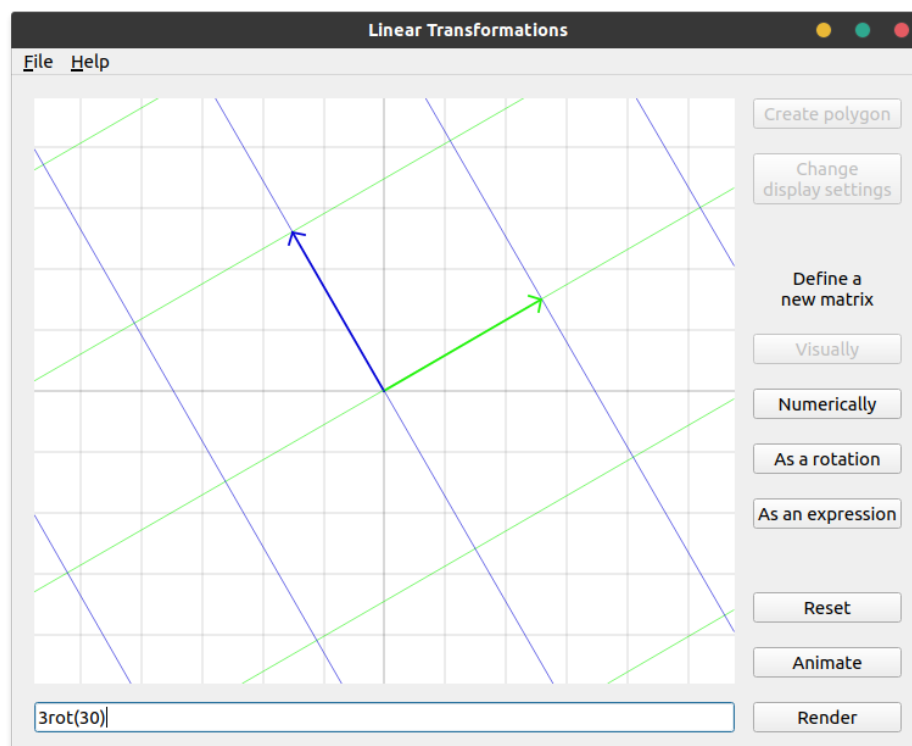 Linear Transformations
File Help
Create polygon
Change
display settings
Define a
new matrix
Visually
Numerically
As a rotation
As an expression
Reset
Animate
3rot(30)
Render